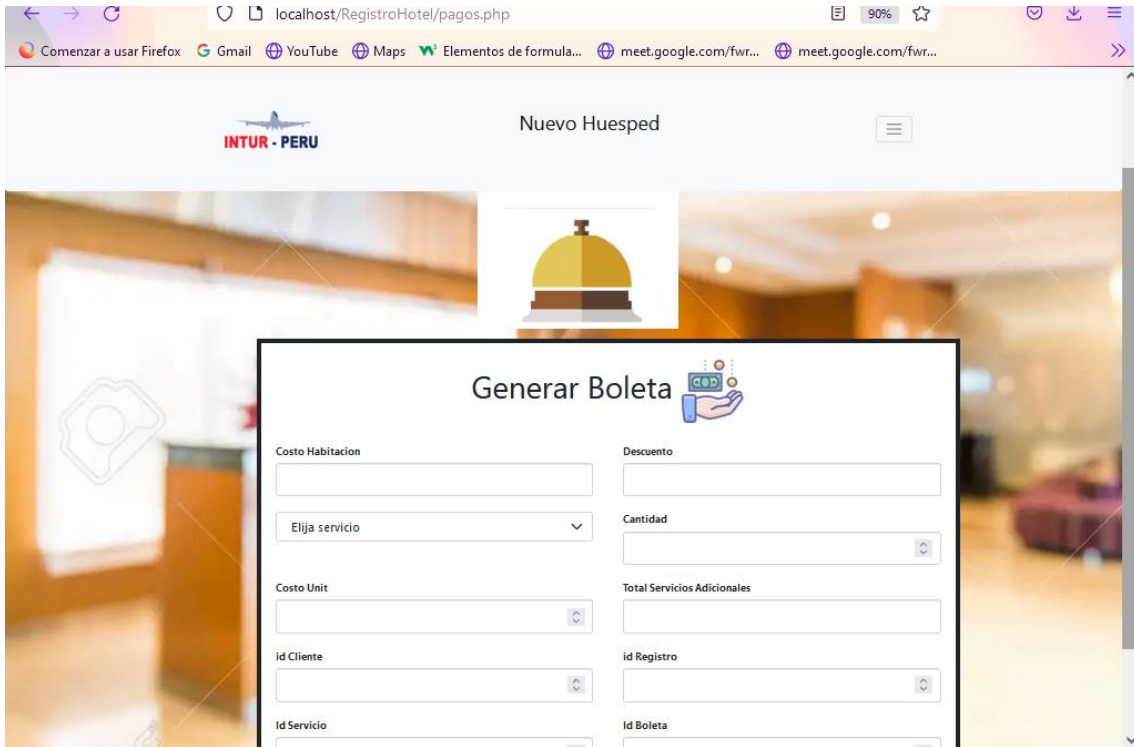 localhost/RegistroHotel/pagos.php 90%
Comenzar a usar Firefox Gmail YouTube Maps Elementos de formula... meet.google.com/fwr... meet.google.com/fwr...
INTUR - PERU
Nuevo Huesped
Generar Boleta
Costo Habitacion Descuento
Elija servicio Cantidad
Costo Unit Total Servicios Adicionales
id Cliente id Registro
Id Servicio Id Boleta